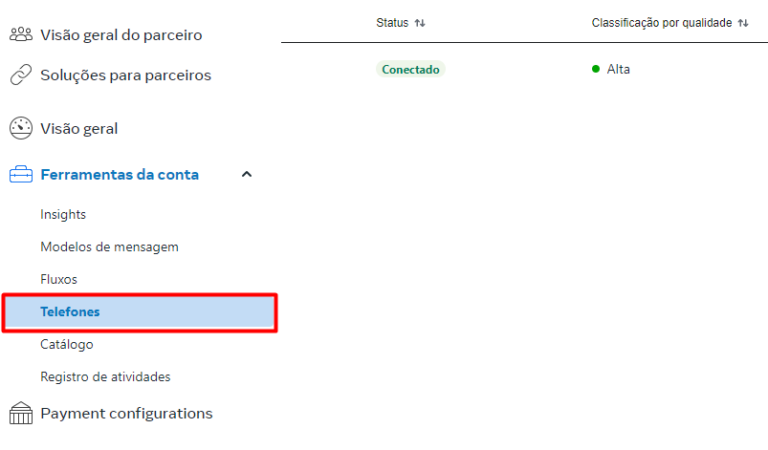 Visão geral do parceiro
Soluções para parceiros
Visão geral
Ferramentas da conta
Insights
Modelos de mensagem
Fluxos
Telefones
Catálogo
Registro de atividades
Payment configurations
Status ↑↓ Classificação por qualidade ↑↓
Conectado Alta